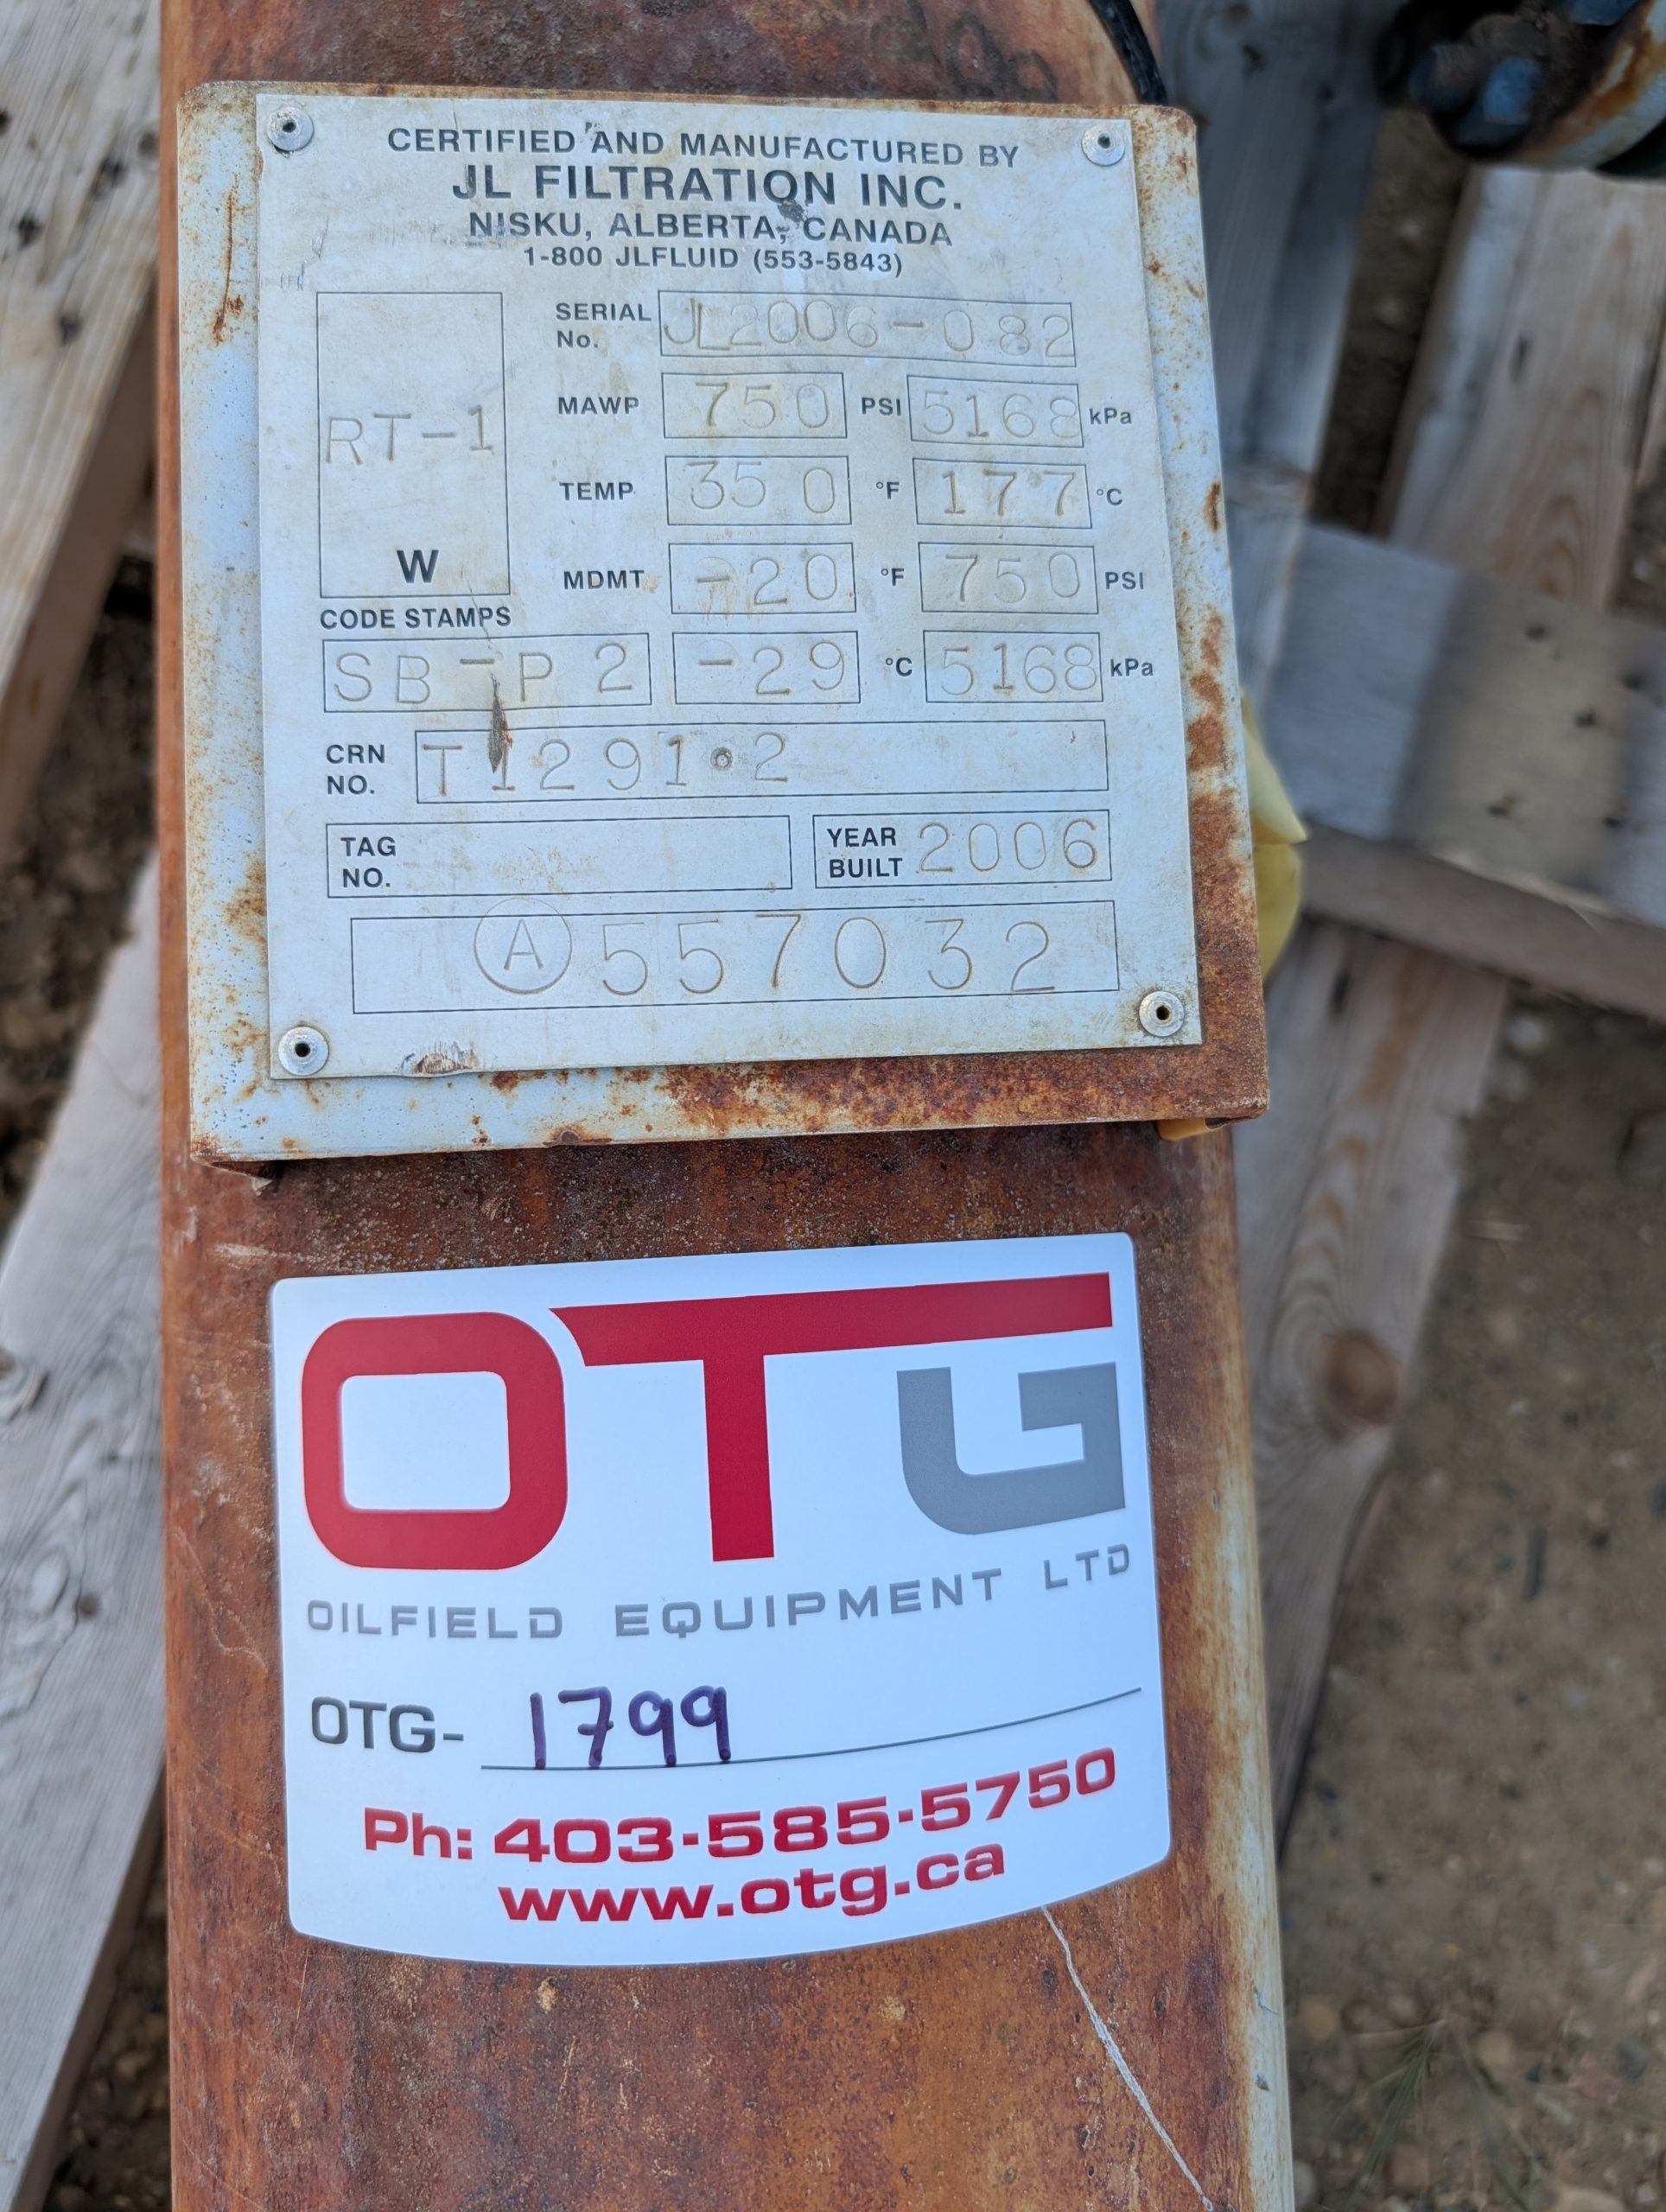 CERTIFIED AND MANUFACTURED BY
JL FILTRATION INC.
NISKU, ALBERTA, CANADA
1-800 JLFLUID (553-5843)
RT-1
W
CODE STAMPS
SERIAL No. JL2006-082
MAWP 750 PSI 5168 kPa
TEMP 350 °F 177 °C
MDMT -20 °F 750 PSI
SB-P2 -29 °C 5168 kPa
CRN NO. T1291.2
TAG NO.
YEAR BUILT 2006
A 557032
OTG
OILFIELD EQUIPMENT LTD
OTG- 1799
Ph: 403-585-5750
www.otg.ca